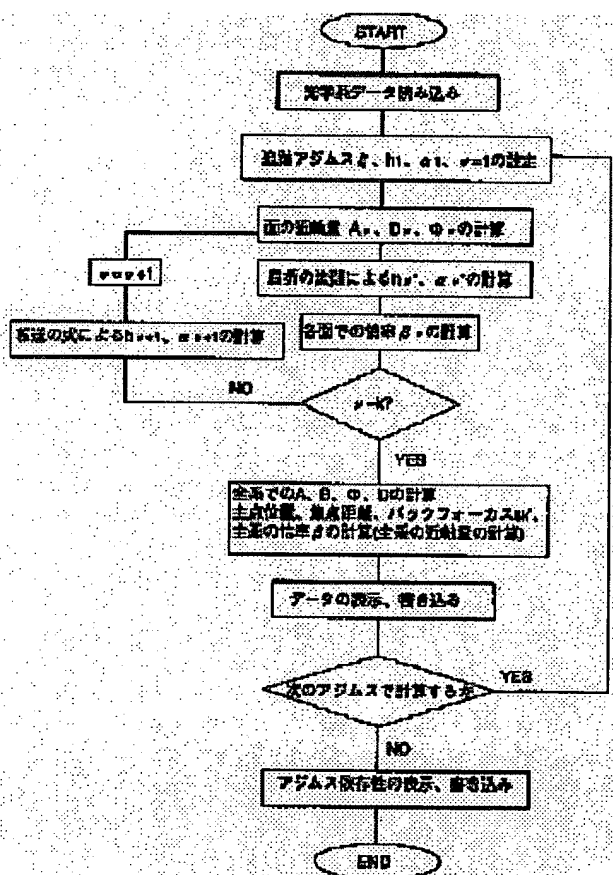 START
光学系データ読み込み
追跡アジムスξ、h1、α1、ν=1の設定
面の近軸量 Aν、Dν、Φνの計算
ν=ν+1
屈折の法則によるhν'、αν'の計算
転送の式によるhν+1、αν+1の計算
各面での倍率βνの計算
NO
ν=k?
YES
全系でのA、B、Φ、Dの計算
主点位置、焦点距離、バックフォーカスsk'、
全系の倍率βの計算(全系の近軸量の計算)
データの表示、書き込み
次のアジムスで計算するか
YES
NO
アジムス依存性の表示、書き込み
END